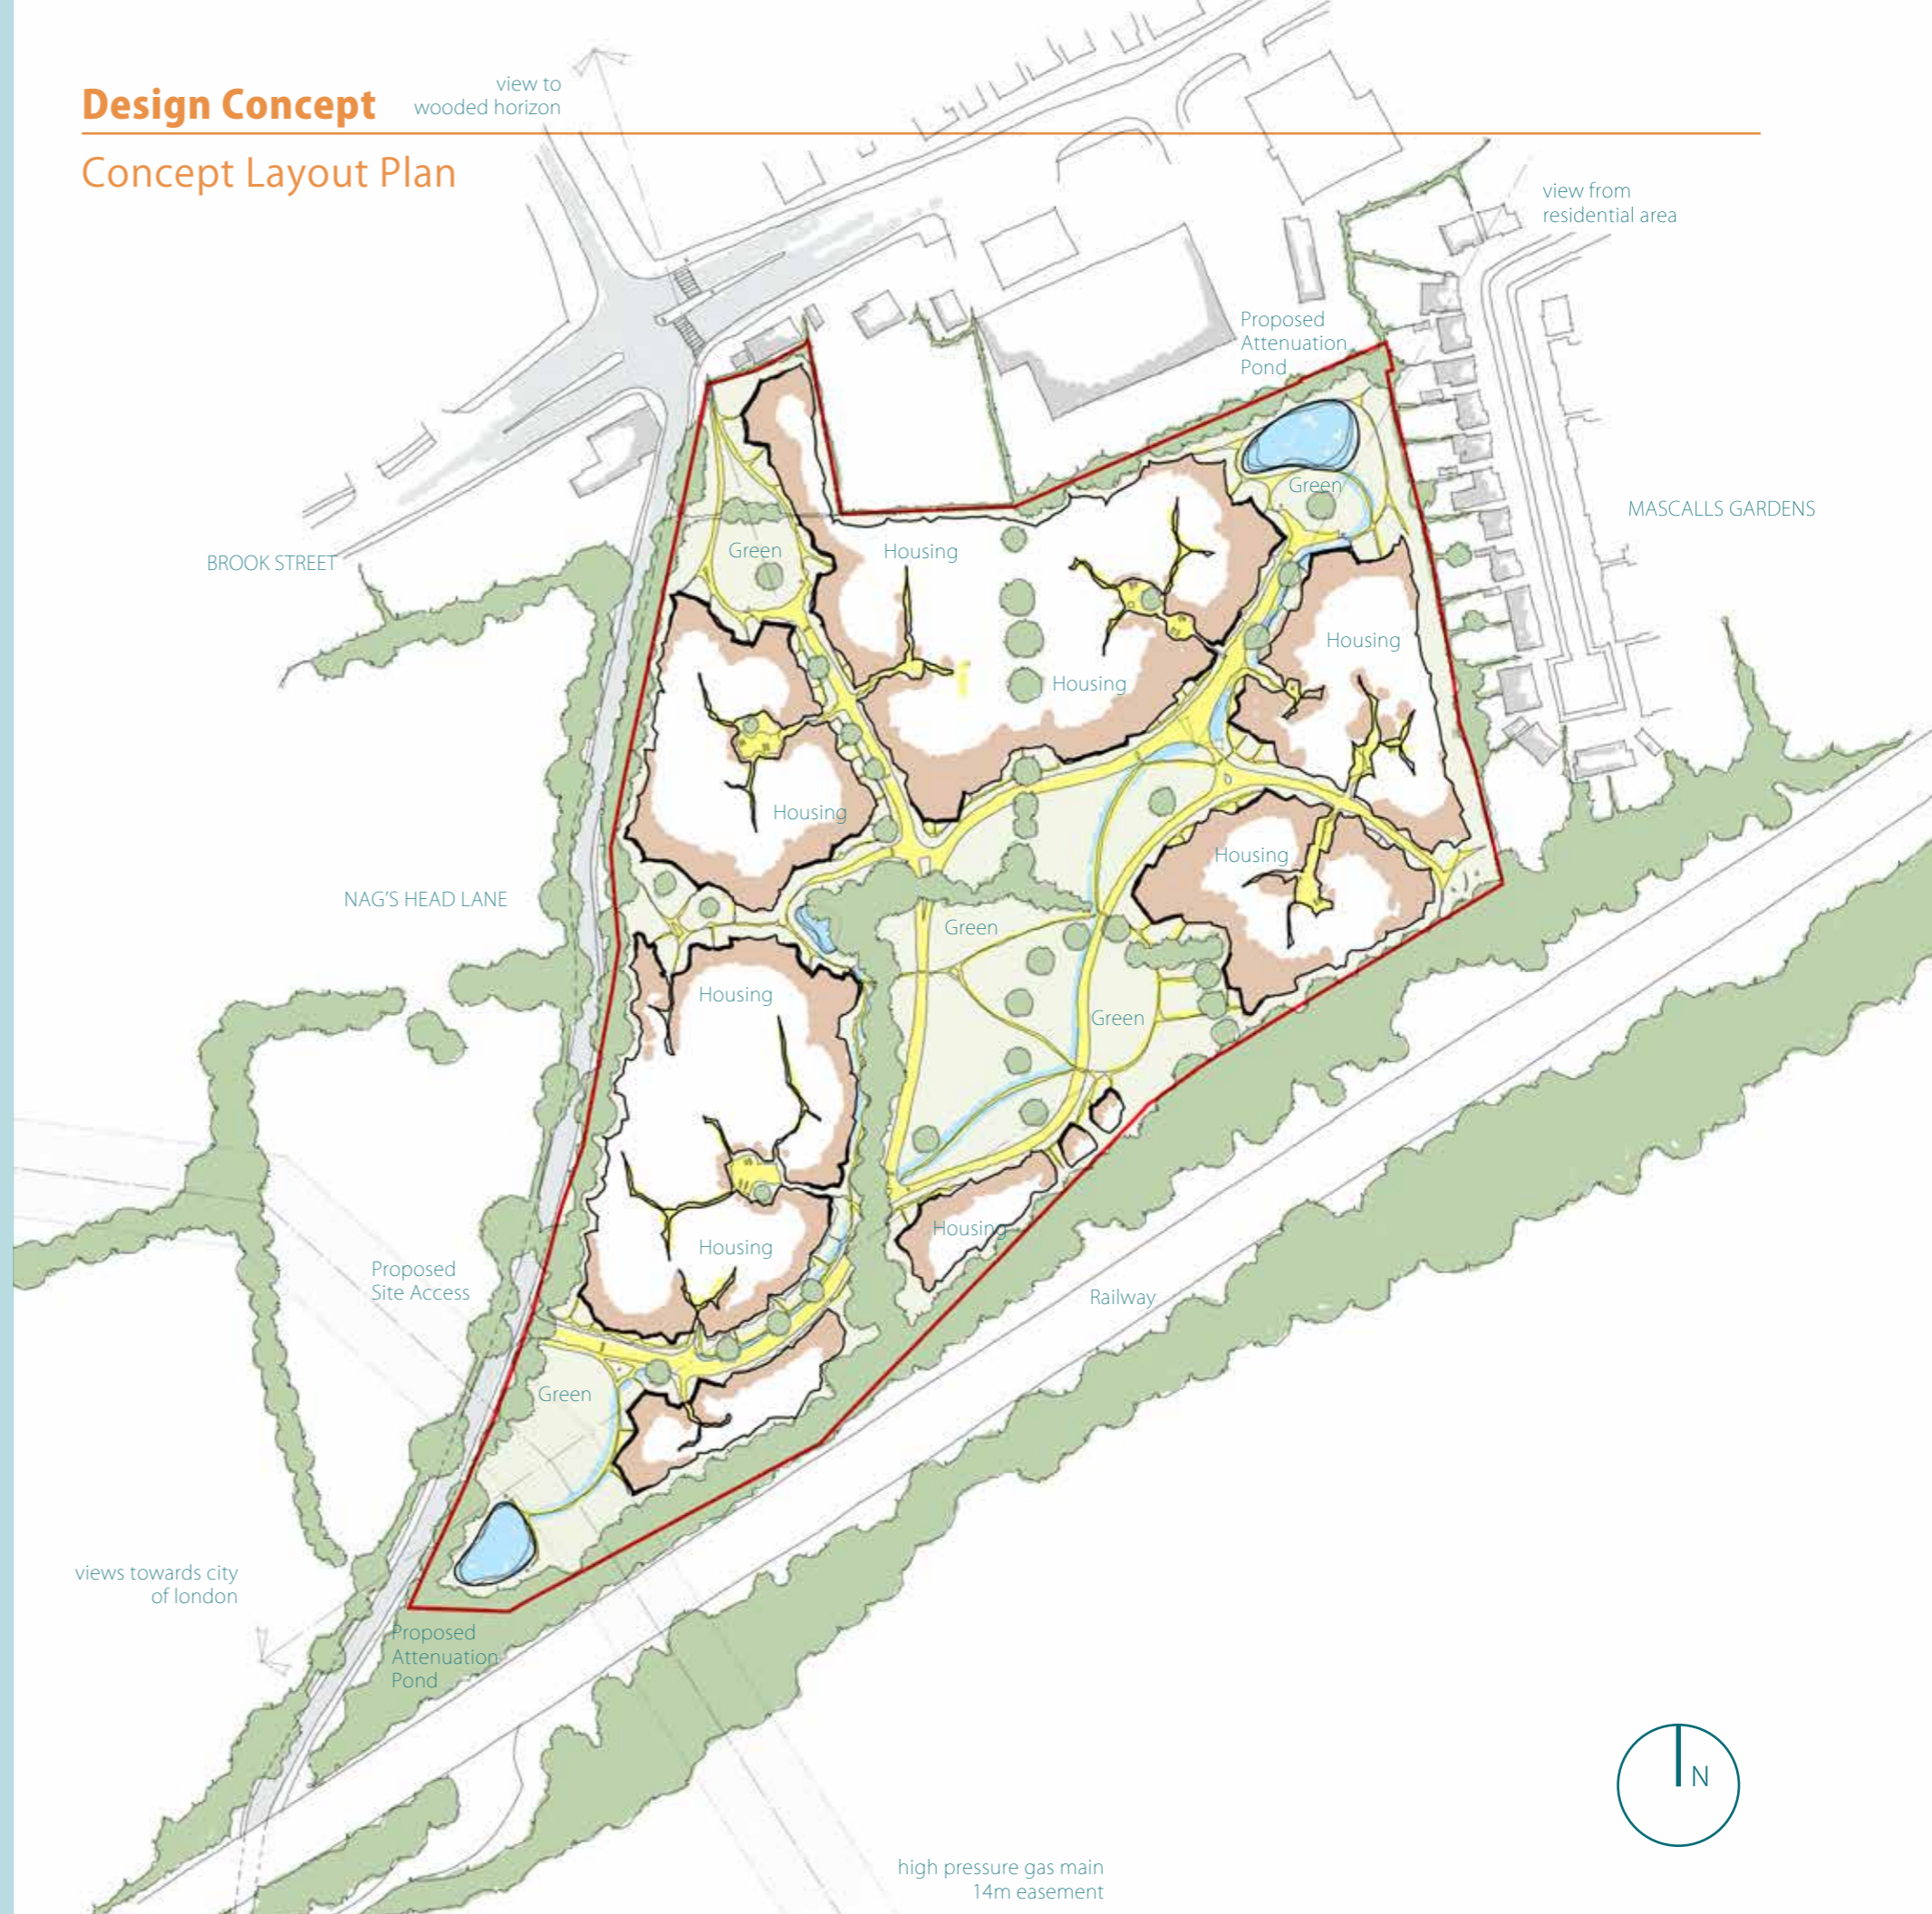 Design Concept
view to
wooded horizon
Concept Layout Plan
view from
residential area
Proposed
Attenuation
Pond
Green
MASCALLS GARDENS
BROOK STREET
Green
Housing
Housing
Housing
Housing
Housing
NAG'S HEAD LANE
Green
Housing
Green
Housing
Housing
Proposed
Site Access
Railway
Green
views towards city
of london
Proposed
Attenuation
Pond
N
high pressure gas main
14m easement